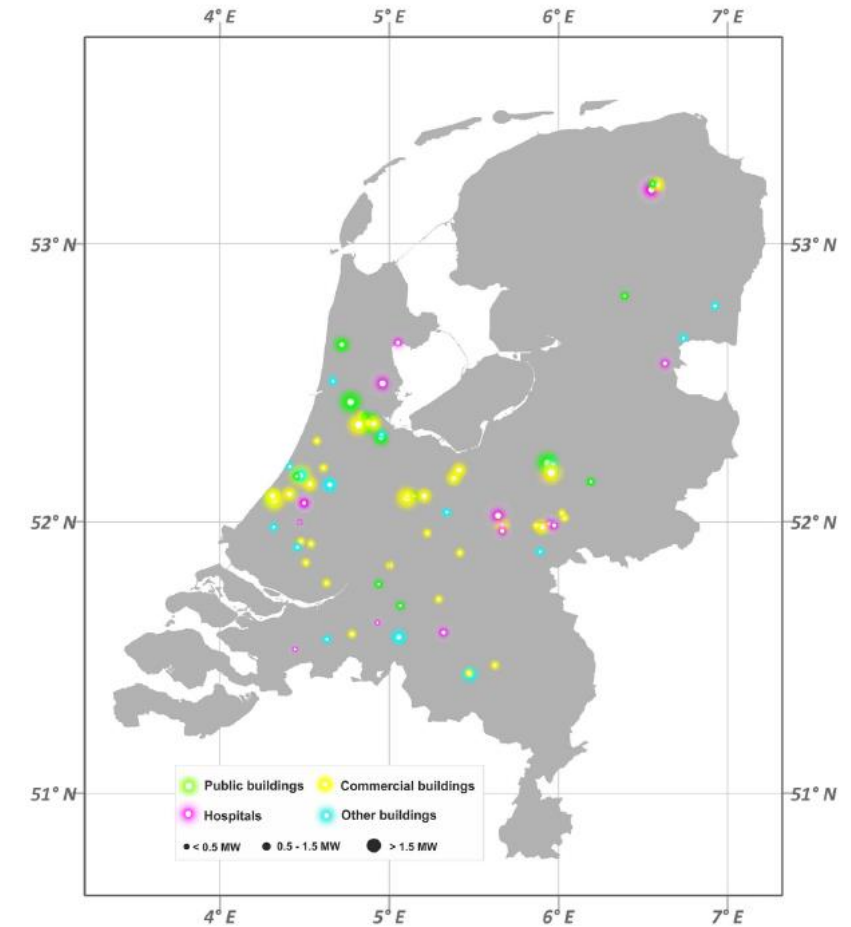 4° E 5° E 6° E 7° E
53° N 53° N
52° N 52° N
51° N 51° N
Public buildings Commercial buildings
Hospitals Other buildings
< 0.5 MW 0.5 - 1.5 MW > 1.5 MW
4° E 5° E 6° E 7° E